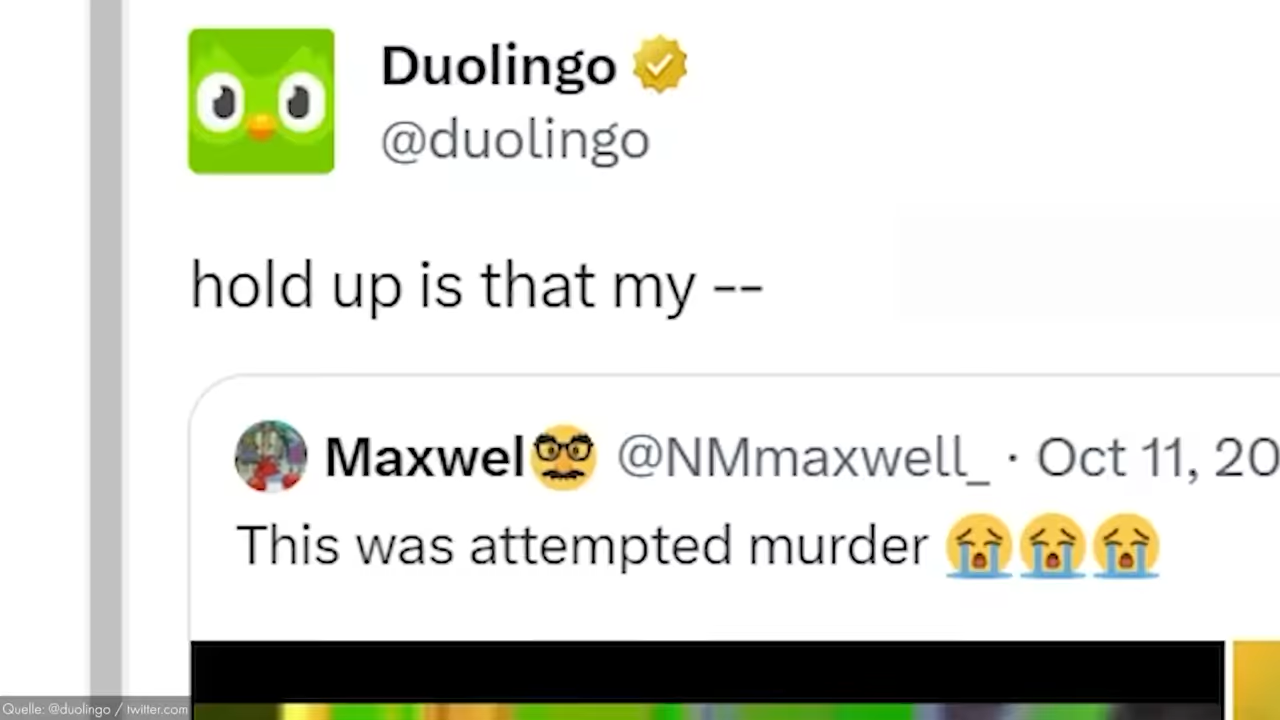 Duolingo
@duolingo
hold up is that my --
Maxwel🥸 @NMmaxwell_ · Oct 11, 20
This was attempted murder 😭😭😭
Quelle: @duolingo / twitter.com